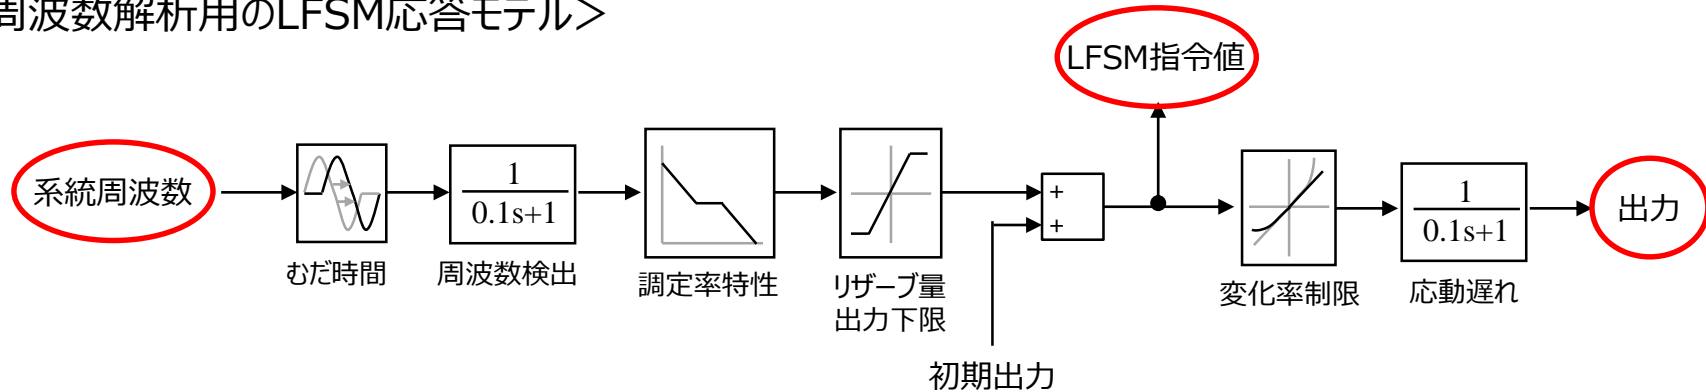 周波数解析用のLFSM応答モデル＞
LFSM指令値
系統周波数
1
0.1s+1
+
+
1
0.1s+1
出力
むだ時間
周波数検出
調定率特性
リザーブ量
出力下限
変化率制限
応動遅れ
初期出力